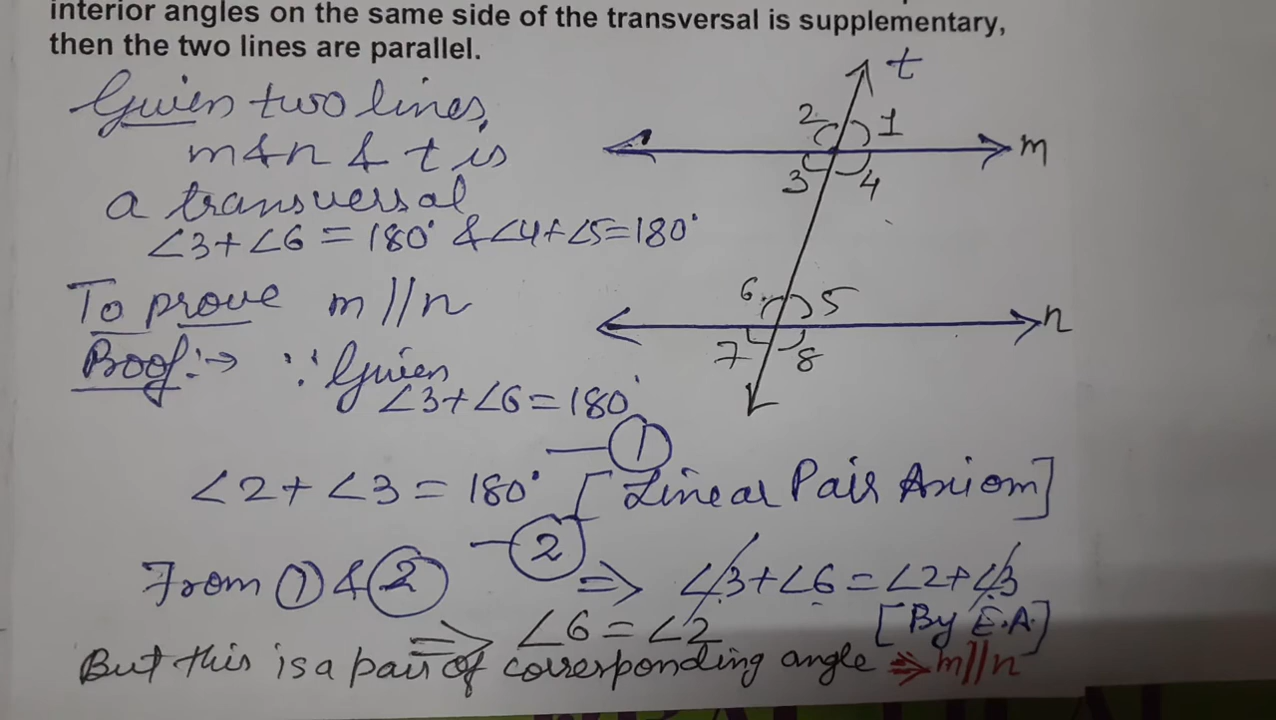 interior angles on the same side of the transversal is supplementary,
then the two lines are parallel.
Given two lines,
m & n & t is
a transversal
∠3+∠6 = 180° & ∠4+∠5=180°
To prove m//n
Proof:→ ∵ Given
∠3+∠6 = 180°
—①
∠2+∠3 = 180° [Linear Pair Axiom]
—②
From ① & ② ⇒ ∠3+∠6 = ∠2+∠3
⇒ ∠6 = ∠2 [By E.A.]
But this is a pair of corresponding angle ⇒ m//n
t
2 1
m
3 4
6 5
n
7 8